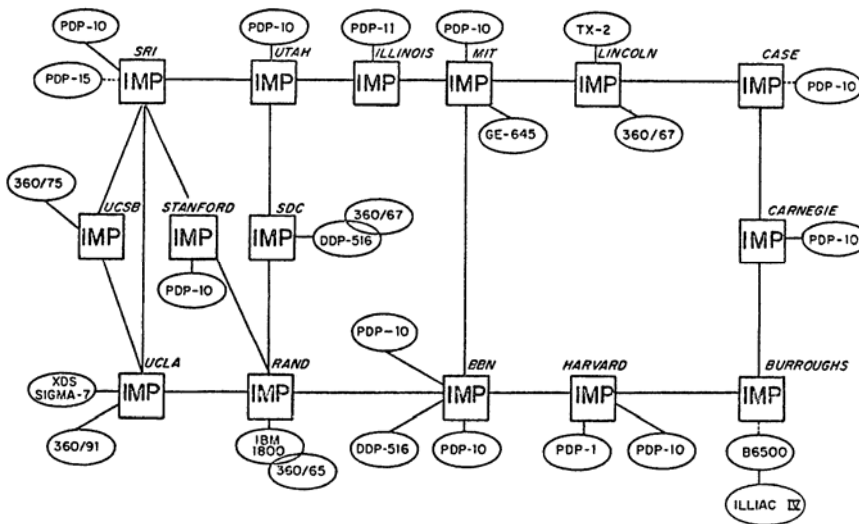 PDP-10
SRI
IMP
PDP-15
PDP-10
UTAH
IMP
PDP-11
ILLINOIS
IMP
PDP-10
MIT
IMP
GE-645
TX-2
LINCOLN
IMP
360/67
CASE
IMP
PDP-10
360/75
UCSB
IMP
STANFORD
IMP
PDP-10
SDC
IMP
360/67
DDP-516
CARNEGIE
IMP
PDP-10
UCLA
IMP
XDS
SIGMA-7
360/91
RAND
IMP
IBM
1800
360/65
PDP-10
BBN
IMP
DDP-516
PDP-10
HARVARD
IMP
PDP-1
PDP-10
BURROUGHS
IMP
B6500
ILLIAC IV